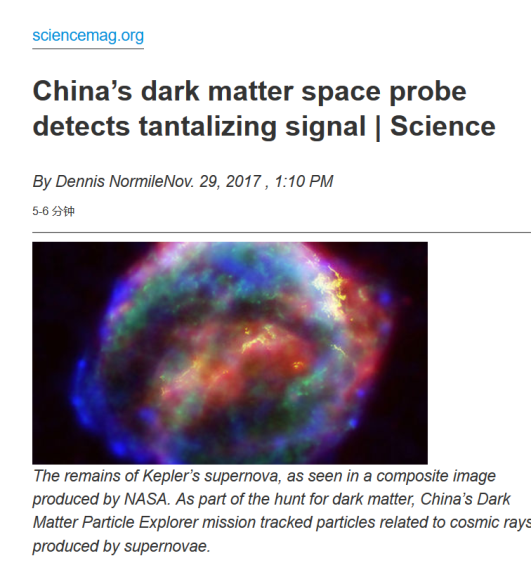 sciencemag.org
China’s dark matter space probe
detects tantalizing signal | Science
By Dennis NormileNov. 29, 2017 , 1:10 PM
5-6 分钟
The remains of Kepler’s supernova, as seen in a composite image
produced by NASA. As part of the hunt for dark matter, China’s Dark
Matter Particle Explorer mission tracked particles related to cosmic rays
produced by supernovae.